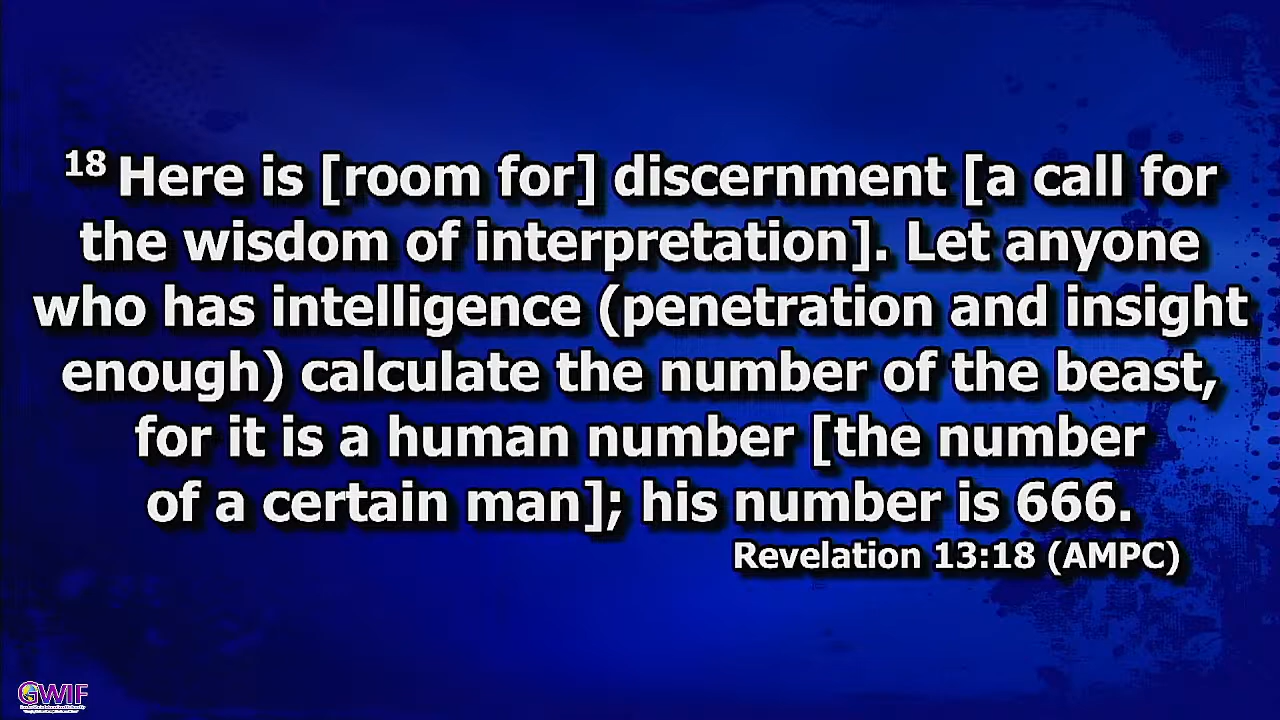 18 Here is [room for] discernment [a call for
the wisdom of interpretation]. Let anyone
who has intelligence (penetration and insight
enough) calculate the number of the beast,
for it is a human number [the number
of a certain man]; his number is 666.
Revelation 13:18 (AMPC)
GWIF